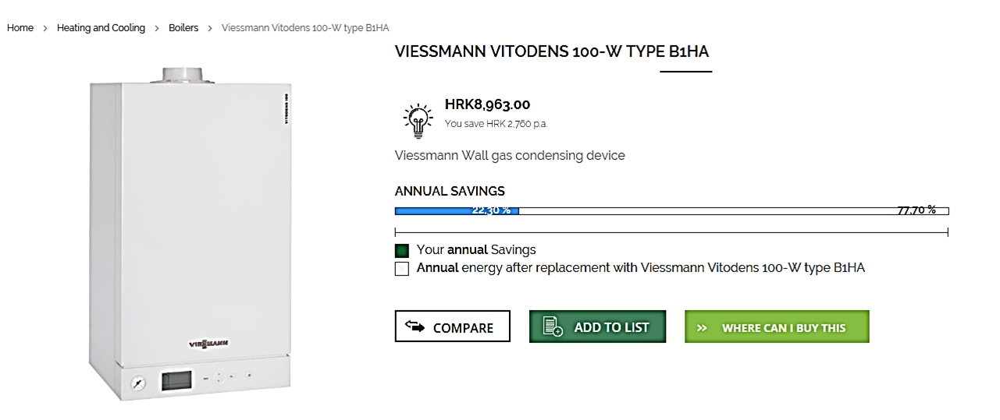 Home > Heating and Cooling > Boilers > Viessmann Vitodens 100-W type B1HA
VIESSMANN VITODENS 100-W TYPE B1HA
HRK8,963.00
You save HRK 2,760 p.a.
Viessmann Wall gas condensing device
ANNUAL SAVINGS
22,30 % 77,70 %
Your annual Savings
Annual energy after replacement with Viessmann Vitodens 100-W type B1HA
COMPARE
ADD TO LIST
» WHERE CAN I BUY THIS
VITODENS 100
VIESMANN